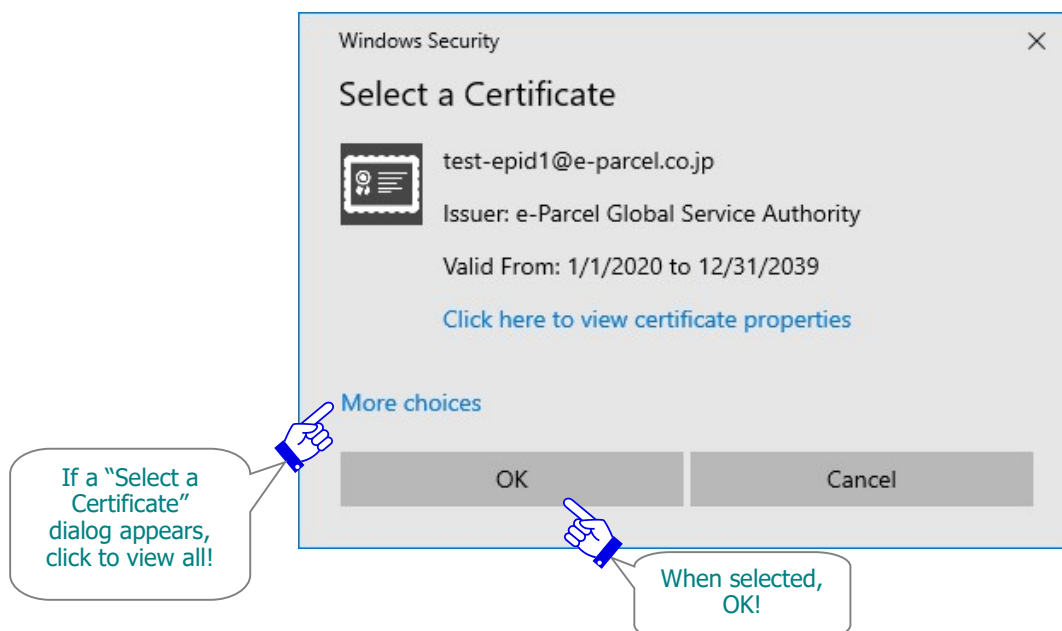 Windows Security
Select a Certificate
test-epid1@e-parcel.co.jp
Issuer: e-Parcel Global Service Authority
Valid From: 1/1/2020 to 12/31/2039
Click here to view certificate properties
More choices
If a “Select a
Certificate”
dialog appears,
click to view all!
OK
Cancel
When selected,
OK!